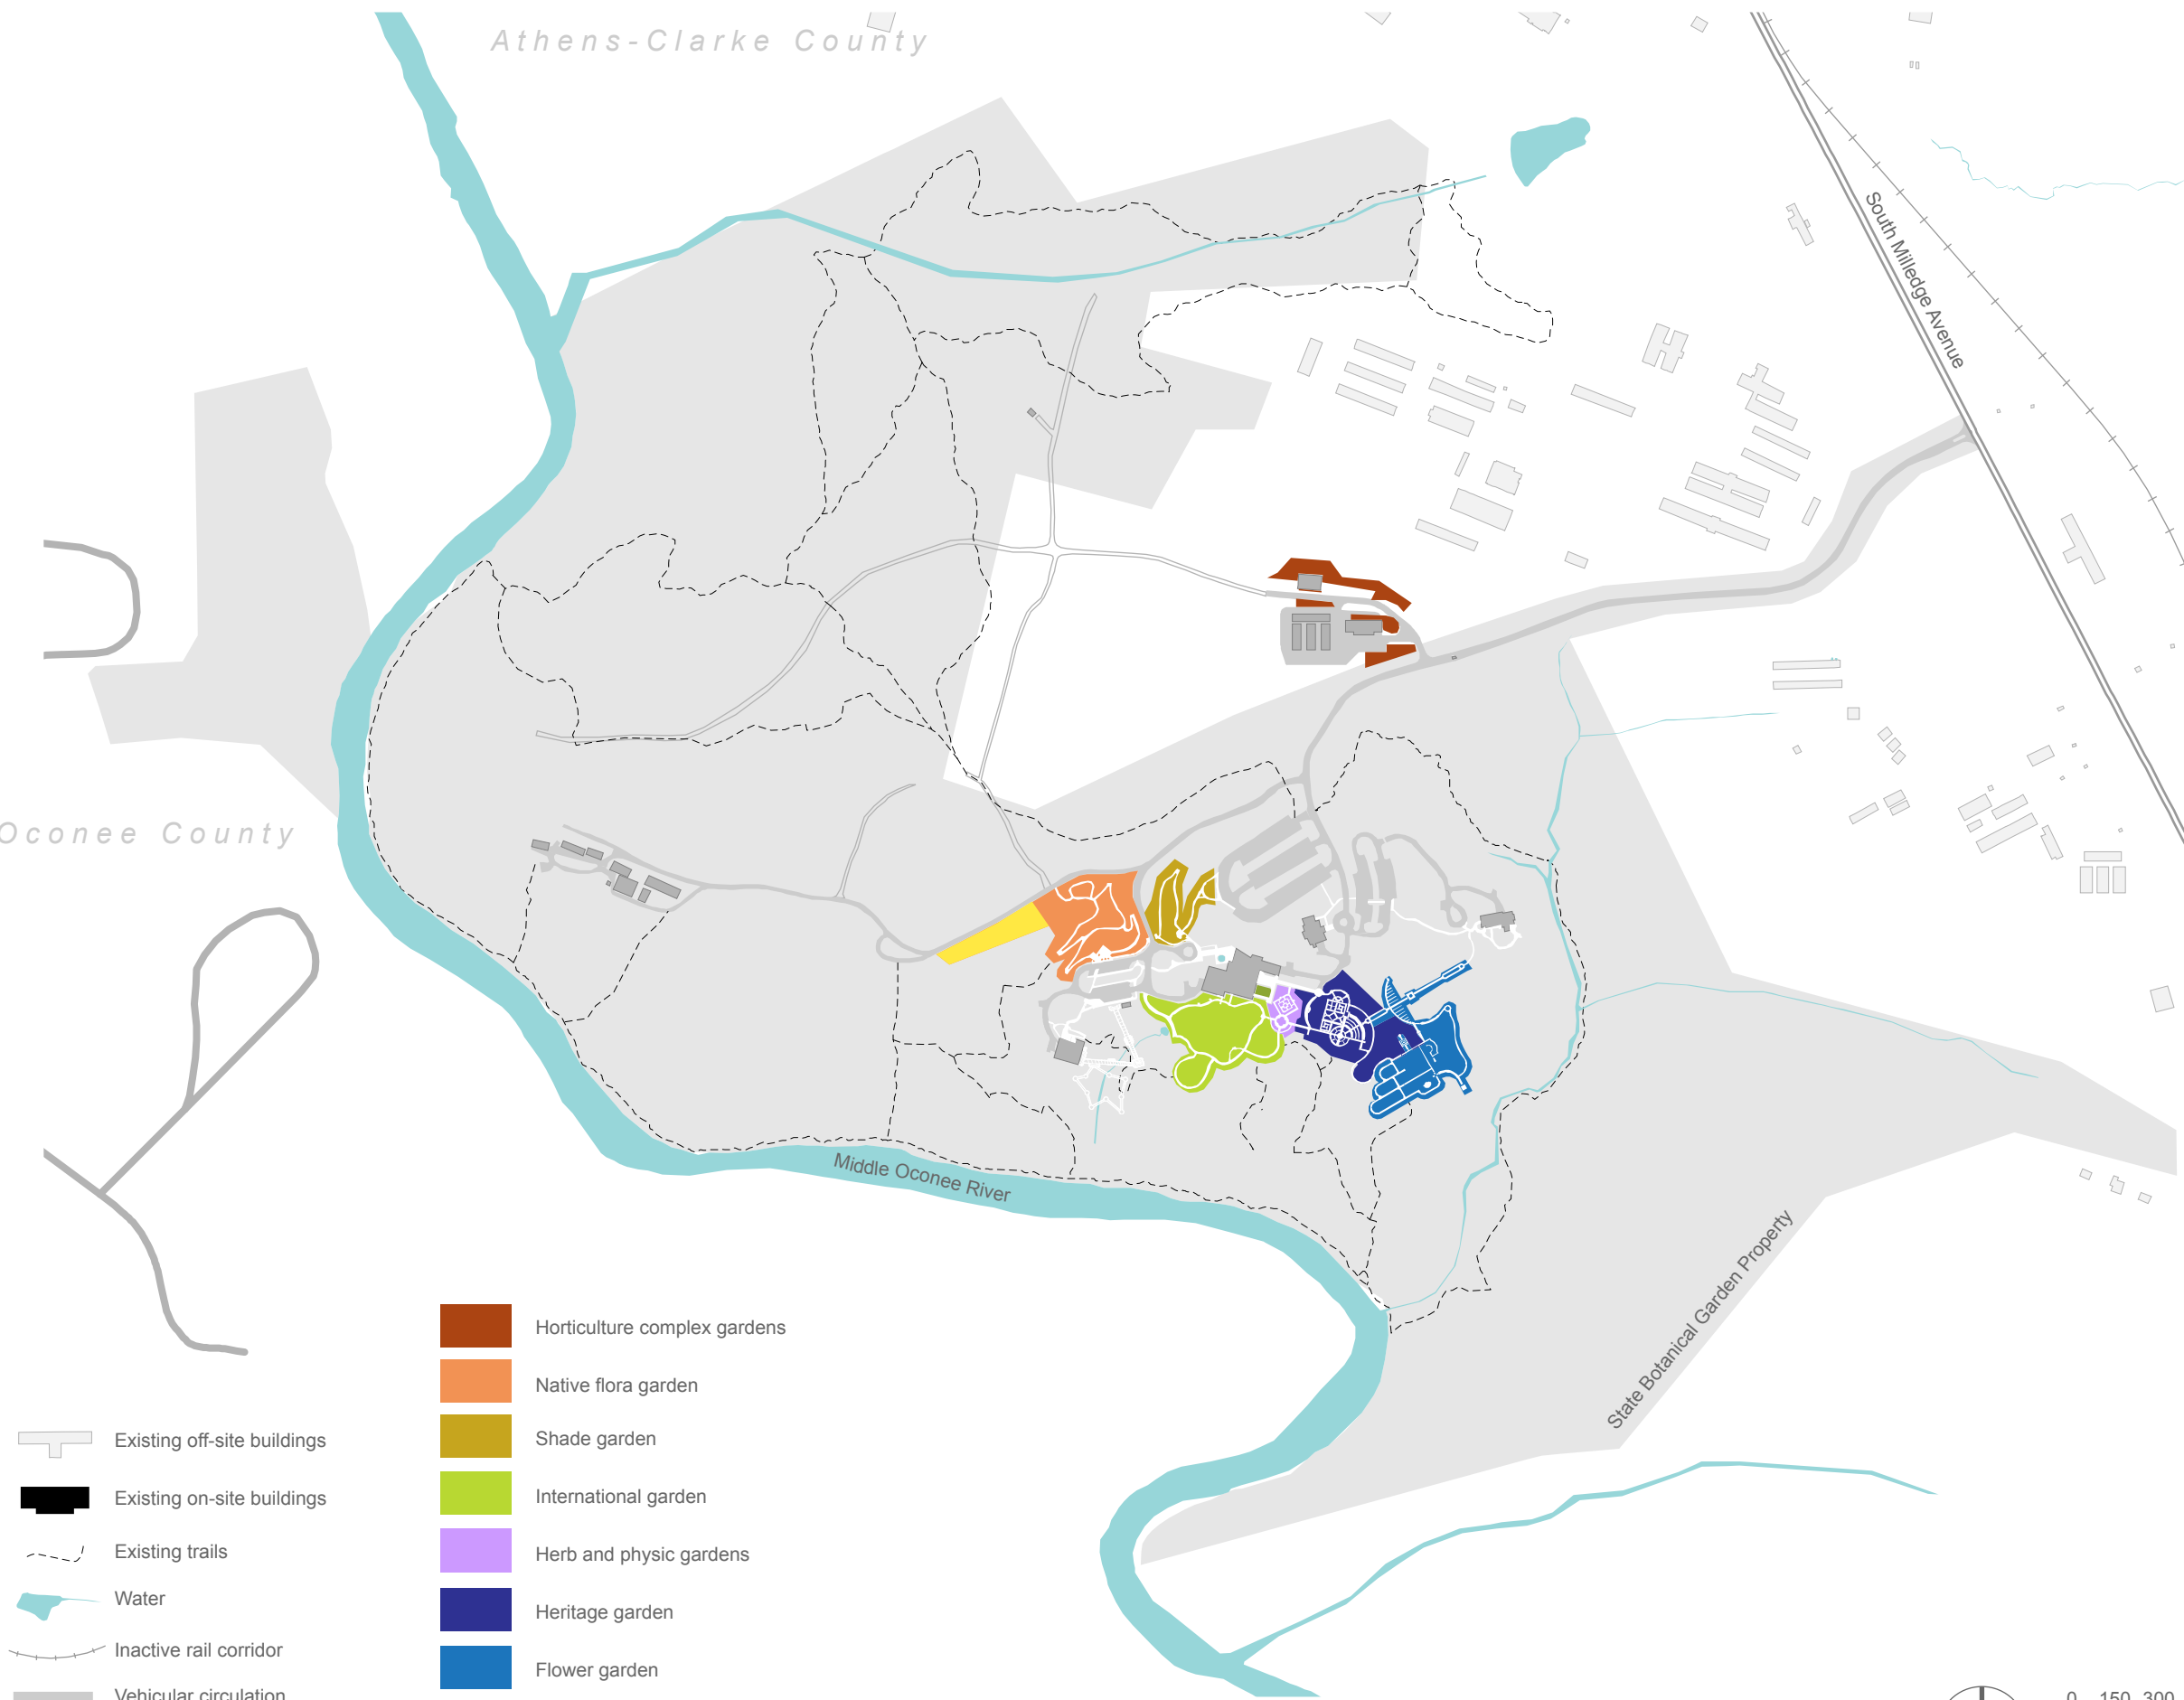 Athens-Clarke County
South Milledge Avenue
Oconee County
Middle Oconee River
State Botanical Garden Property
Horticulture complex gardens
Native flora garden
Shade garden
International garden
Herb and physic gardens
Heritage garden
Flower garden
Existing off-site buildings
Existing on-site buildings
Existing trails
Water
Inactive rail corridor
Vehicular circulation
0 150 300